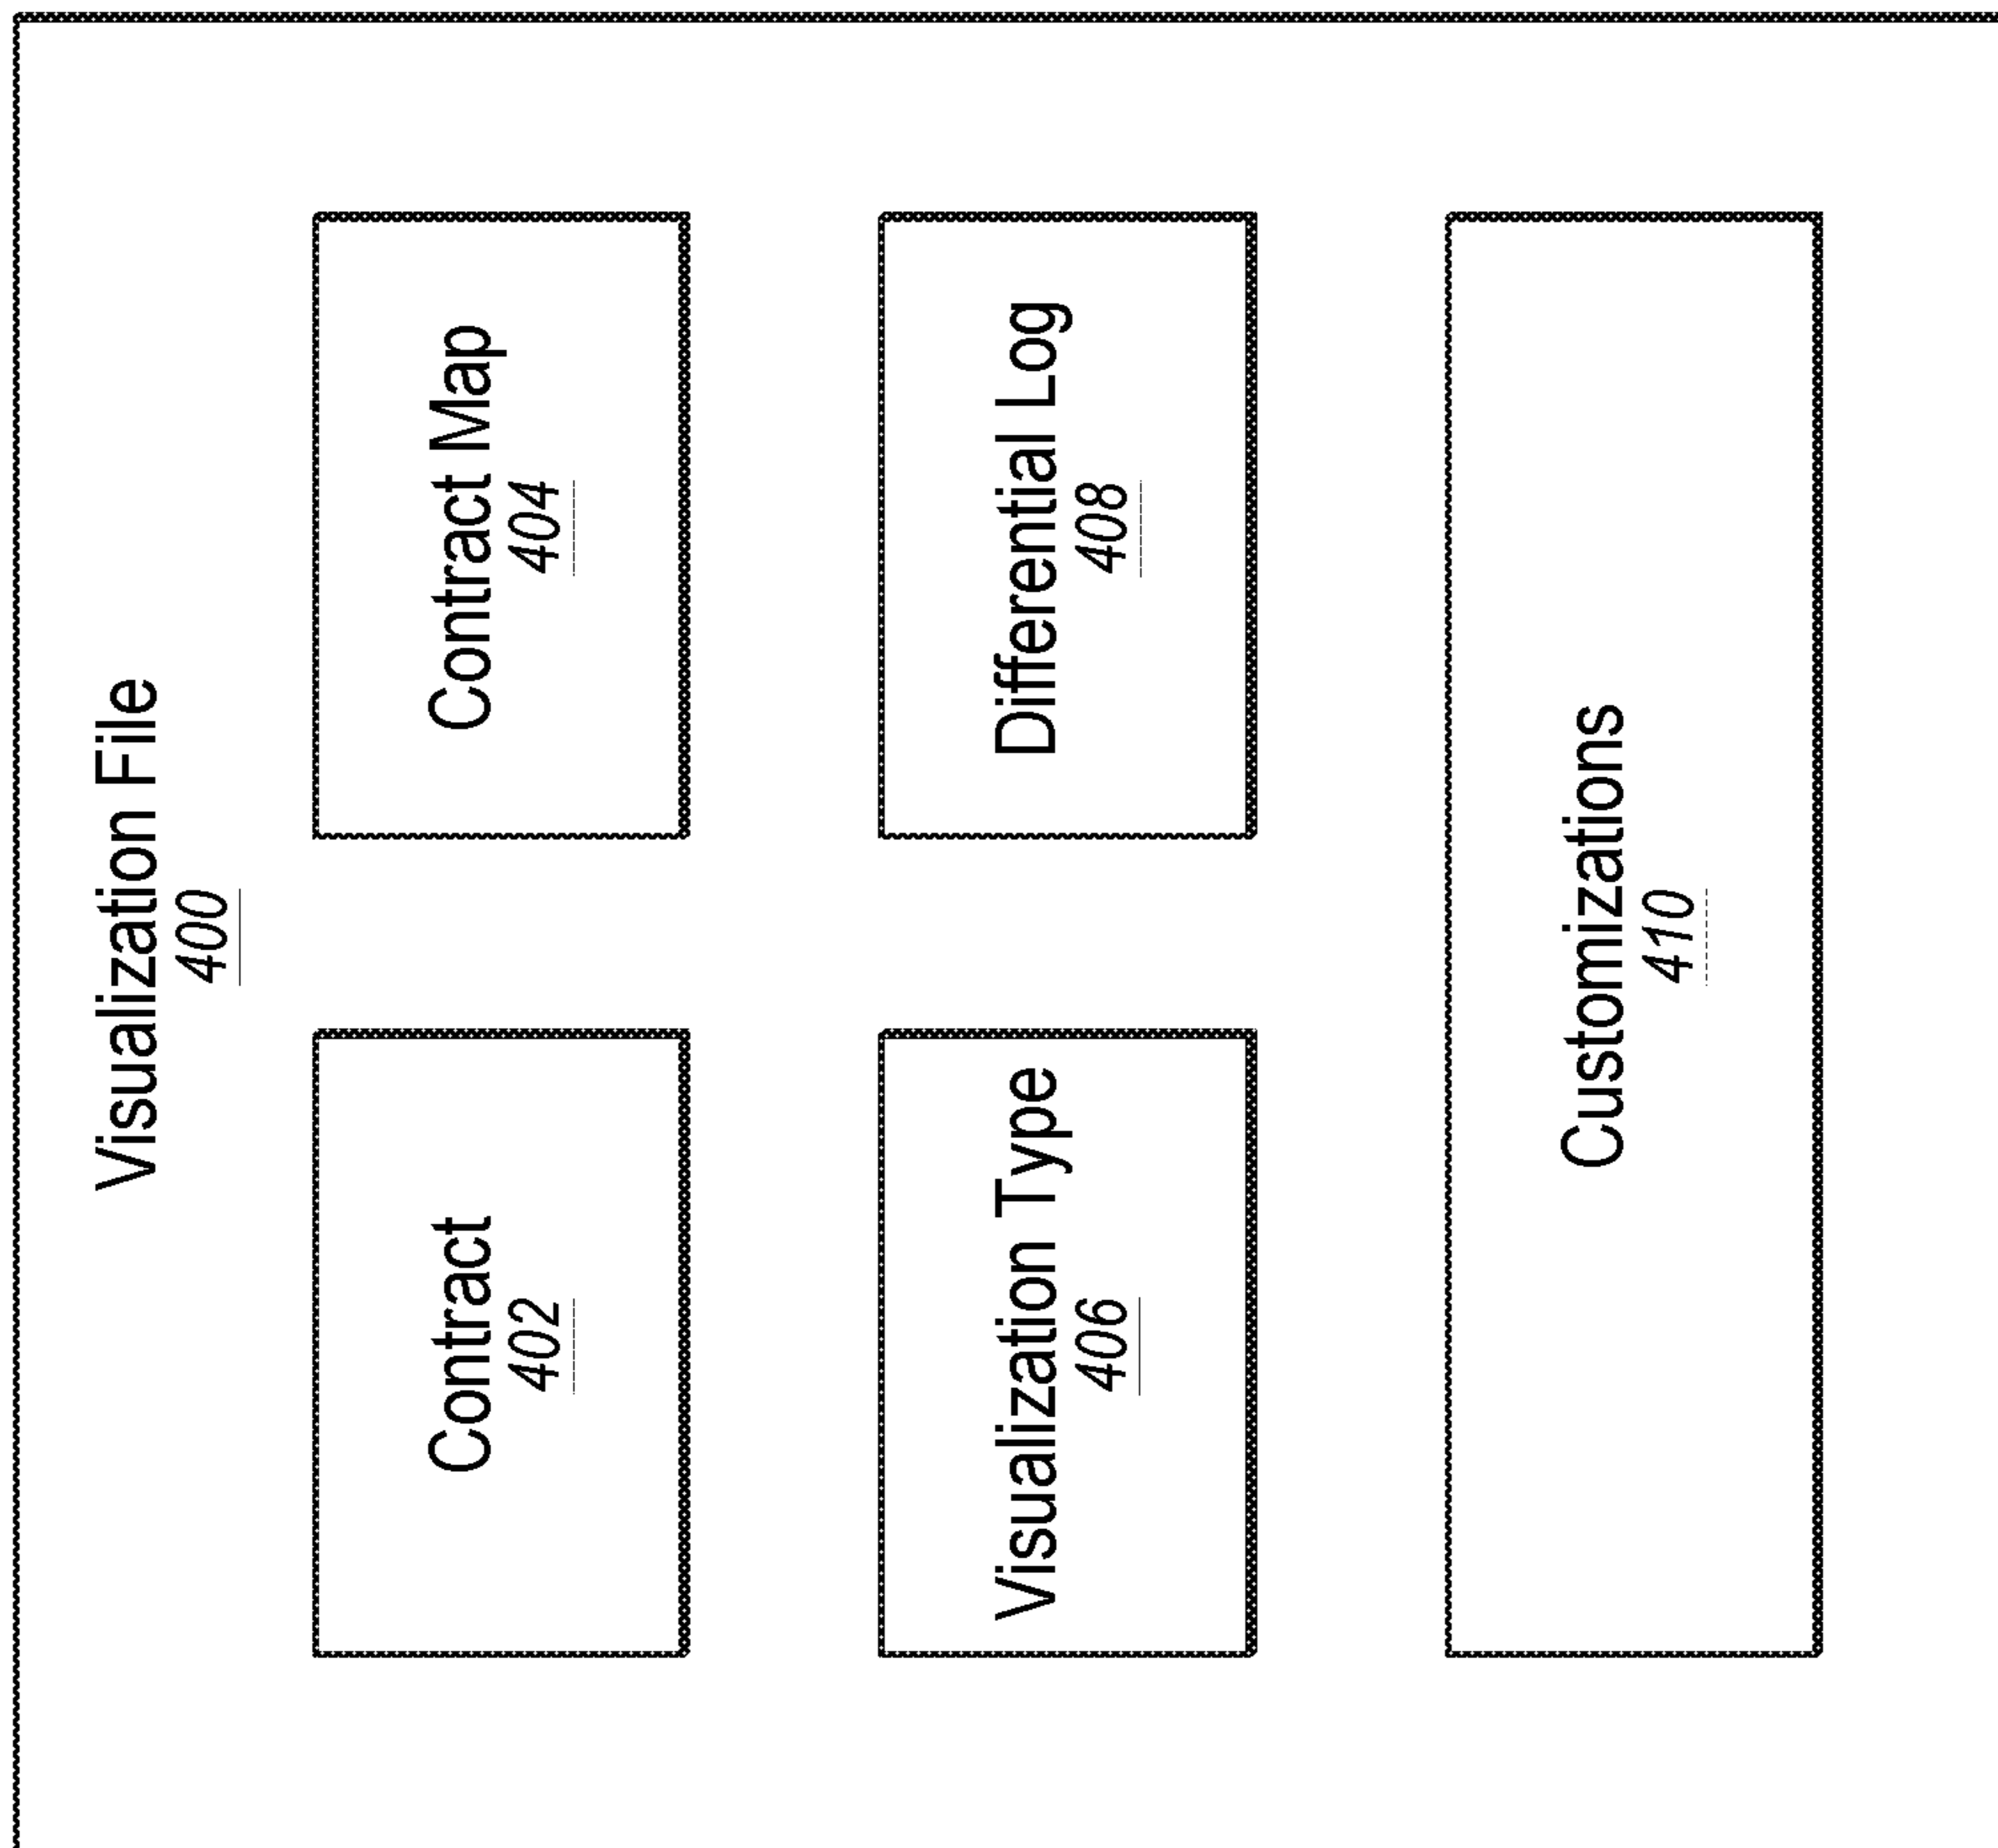 Visualization File
400
Contract
402
Contract Map
404
Visualization Type
406
Differential Log
408
Customizations
410